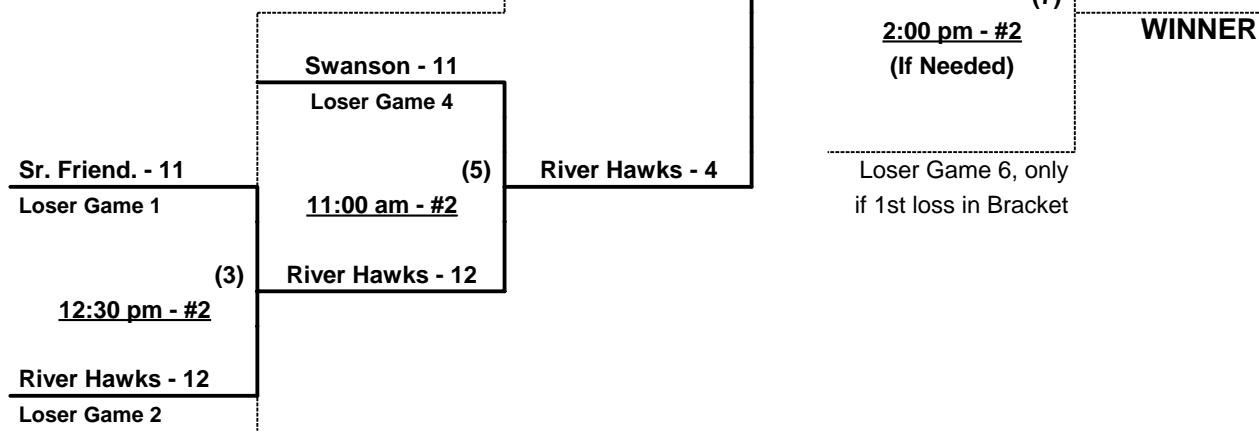 2:00 pm - #2
WINNER
(If Needed)
Swanson - 11
Loser Game 4
Sr. Friend. - 11
(5)
River Hawks - 4
Loser Game 6, only
Loser Game 1
11:00 am - #2
if 1st loss in Bracket
(3)
River Hawks - 12
12:30 pm - #2
River Hawks - 12
Loser Game 2